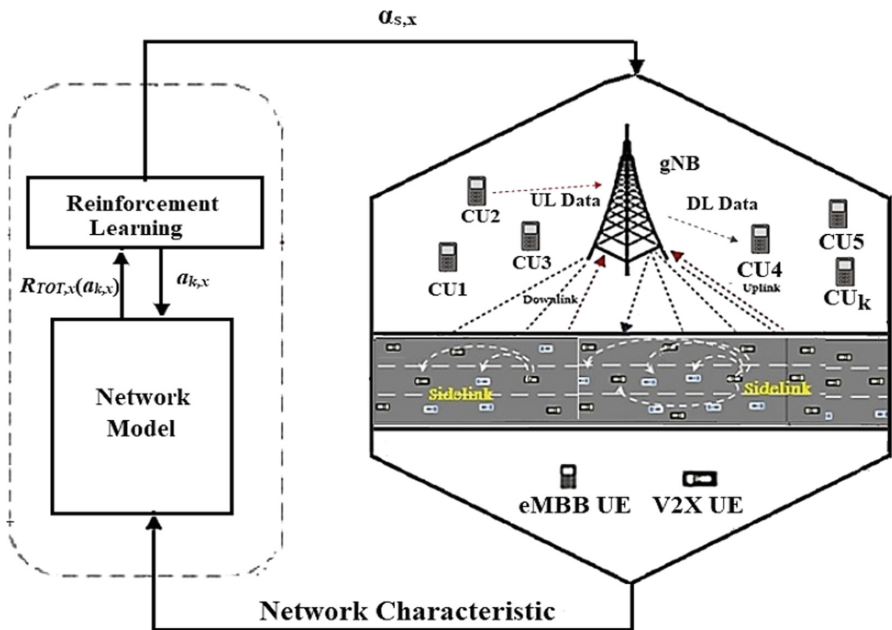 αs,x
gNB
UL Data
DL Data
CU2
CU5
CU3
CU4
CU1
Uplink
CUk
Downlink
Reinforcement
Learning
RTOT,x(ak,x)
ak,x
Network
Model
Sidelink
Sidelink
eMBB UE
V2X UE
Network Characteristic